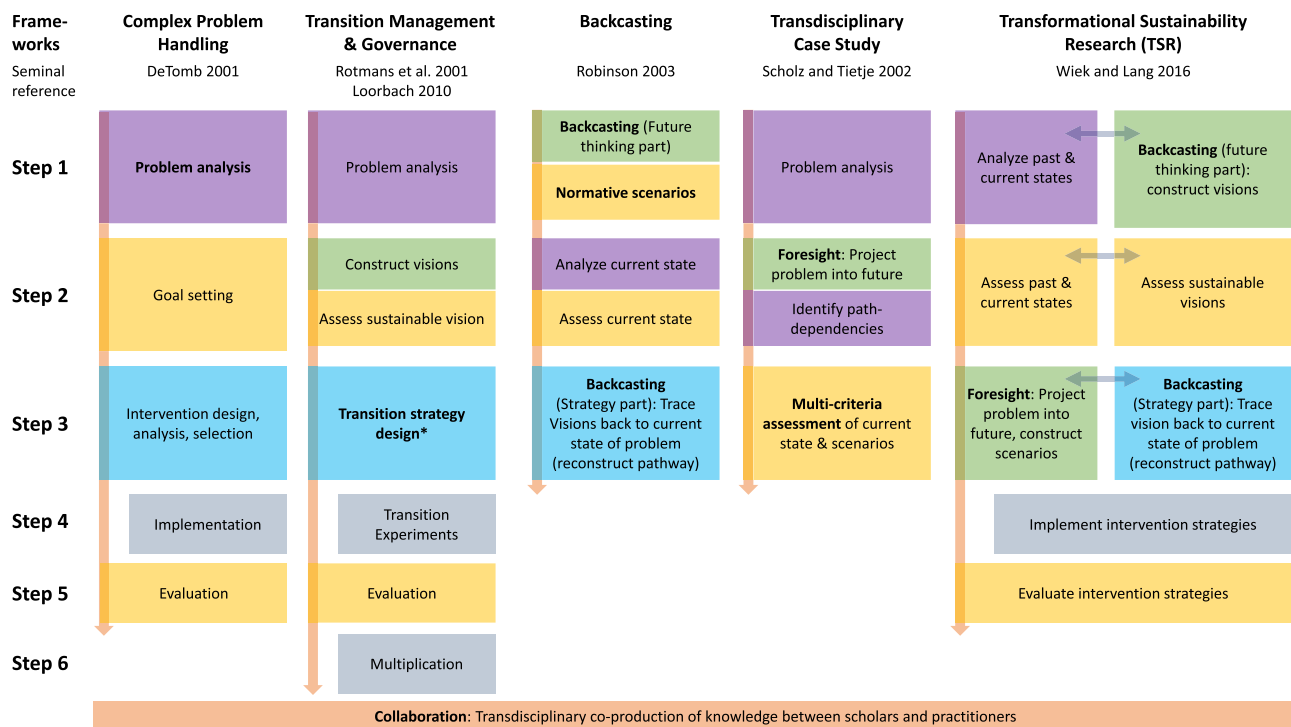 Frame-
works
Seminal
reference
Complex Problem
Handling
DeTomb 2001
Transition Management
& Governance
Rotmans et al. 2001
Loorbach 2010
Backcasting
Robinson 2003
Transdisciplinary
Case Study
Scholz and Tietje 2002
Transformational Sustainability
Research (TSR)
Wiek and Lang 2016
Step 1
Problem analysis
Problem analysis
Backcasting (Future
thinking part)
Normative scenarios
Problem analysis
Analyze past &
current states
Backcasting (future
thinking part):
construct visions
Step 2
Goal setting
Construct visions
Assess sustainable vision
Analyze current state
Assess current state
Foresight: Project
problem into future
Identify path-
dependencies
Assess past &
current states
Assess sustainable
visions
Step 3
Intervention design,
analysis, selection
Transition strategy
design*
Backcasting
(Strategy part): Trace
Visions back to current
state of problem
(reconstruct pathway)
Multi-criteria
assessment of current
state & scenarios
Foresight: Project
problem into
future, construct
scenarios
Backcasting
(Strategy part): Trace
vision back to current
state of problem
(reconstruct pathway)
Step 4
Implementation
Transition
Experiments
Implement intervention strategies
Step 5
Evaluation
Evaluation
Evaluate intervention strategies
Step 6
Multiplication
Collaboration: Transdisciplinary co-production of knowledge between scholars and practitioners